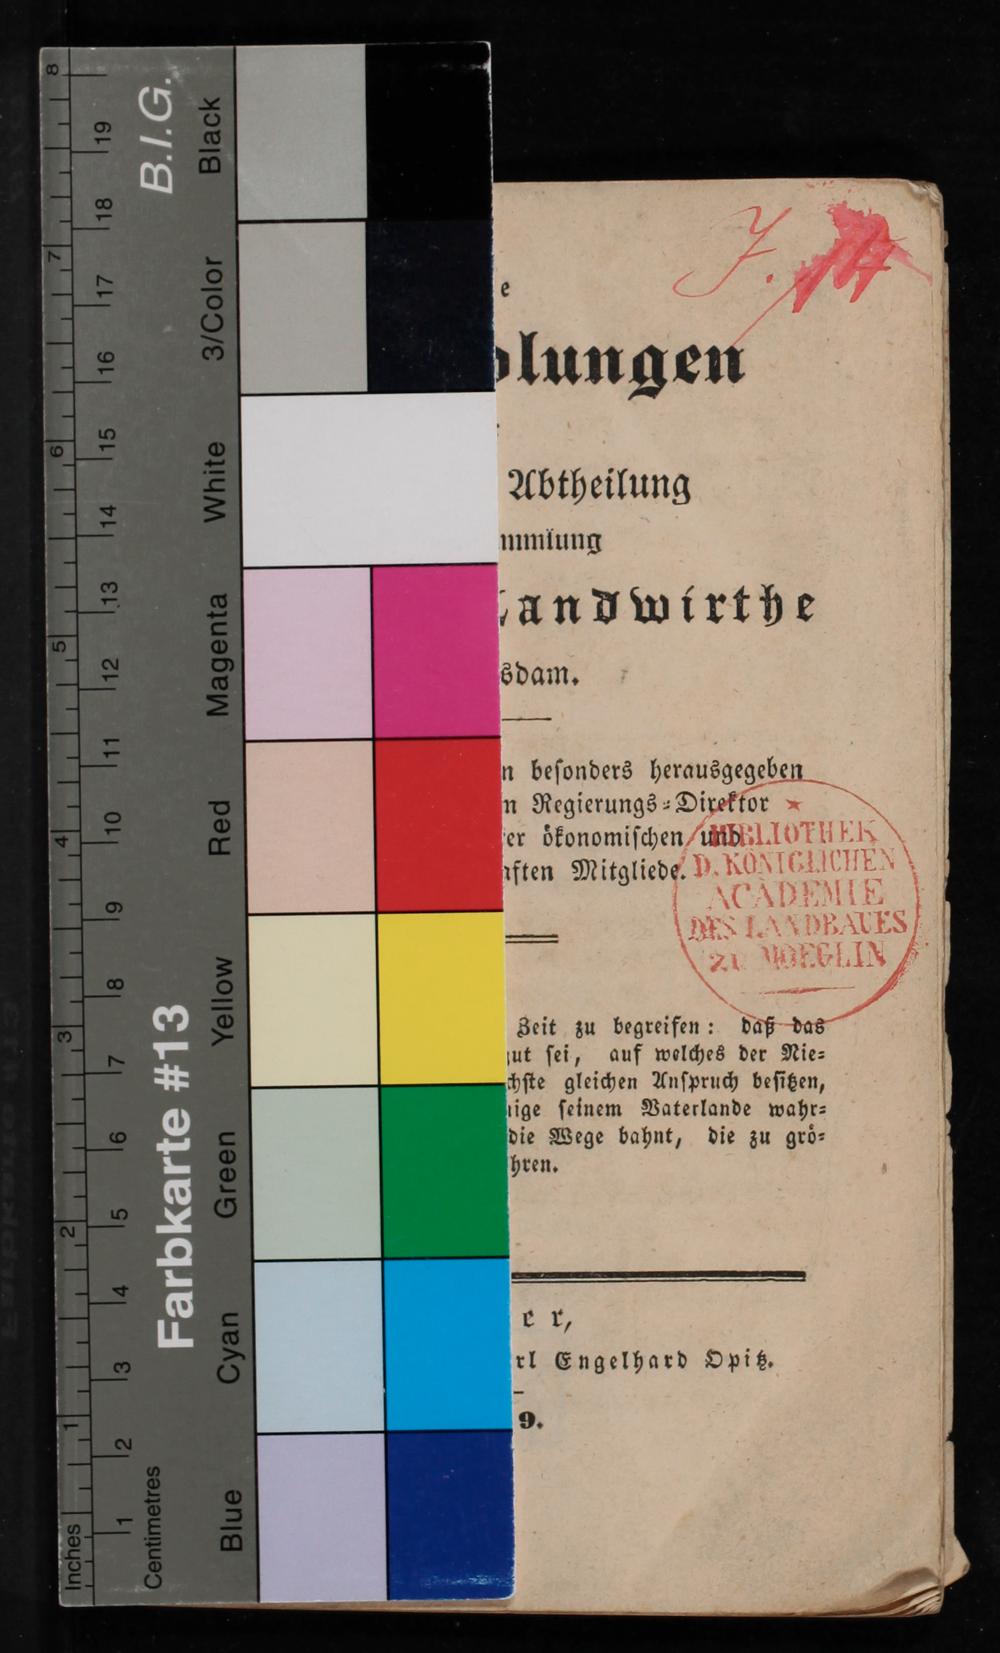 B.I.G.
Farbkarte #13
Black
3/Color
White
Magenta
Red
Yellow
Green
Cyan
Blue
8
7
6
5
4
3
2
1
Inches
19
18
17
16
15
14
13
12
11
10
9
8
7
6
5
4
3
2
1
Centimetres
J.
e
dlungen
Abtheilung
mmlung
Landwirthe
sdam.
n besonders herausgegeben
n Regierungs-Direktor
er ökonomischen und
aften Mitgliede.
BIBLIOTHEK
D. KÖNIGLICHEN
ACADEMIE
DES LANDBAUES
ZU MOEGLIN
Zeit zu begreifen: daß das
gut sei, auf welches der Nie-
chste gleichen Anspruch besitzen,
nige seinem Vaterlande wahr-
die Wege bahnt, die zu grö-
hren.
er,
rl Engelhard Opitz.
9.